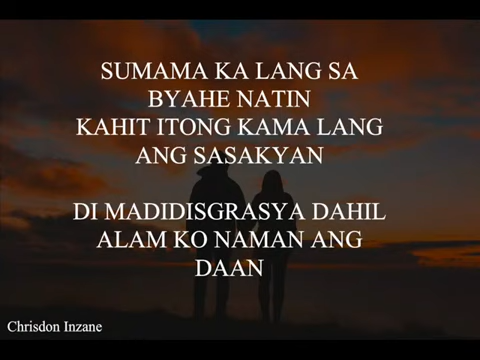 SUMAMA KA LANG SA
BYAHE NATIN
KAHIT ITONG KAMA LANG
ANG SASAKYAN
DI MADIDISGRASYA DAHIL
ALAM KO NAMAN ANG
DAAN
Chrisdon Inzane